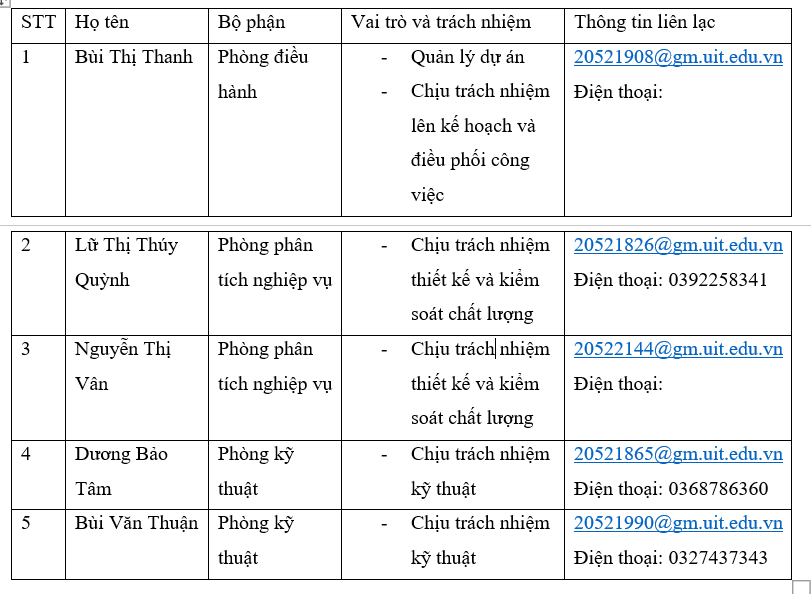 STT Họ tên Bộ phận Vai trò và trách nhiệm Thông tin liên lạc
1 Bùi Thị Thanh Phòng điều - Quản lý dự án 20521908@gm.uit.edu.vn
hành - Chịu trách nhiệm Điện thoại:
lên kế hoạch và
điều phối công
việc
2 Lữ Thị Thúy Phòng phân - Chịu trách nhiệm 20521826@gm.uit.edu.vn
Quỳnh tích nghiệp vụ thiết kế và kiểm Điện thoại: 0392258341
soát chất lượng
3 Nguyễn Thị Phòng phân - Chịu trách nhiệm 20522144@gm.uit.edu.vn
Vân tích nghiệp vụ thiết kế và kiểm Điện thoại:
soát chất lượng
4 Dương Bảo Phòng kỹ - Chịu trách nhiệm 20521865@gm.uit.edu.vn
Tâm thuật kỹ thuật Điện thoại: 0368786360
5 Bùi Văn Thuận Phòng kỹ - Chịu trách nhiệm 20521990@gm.uit.edu.vn
thuật kỹ thuật Điện thoại: 0327437343